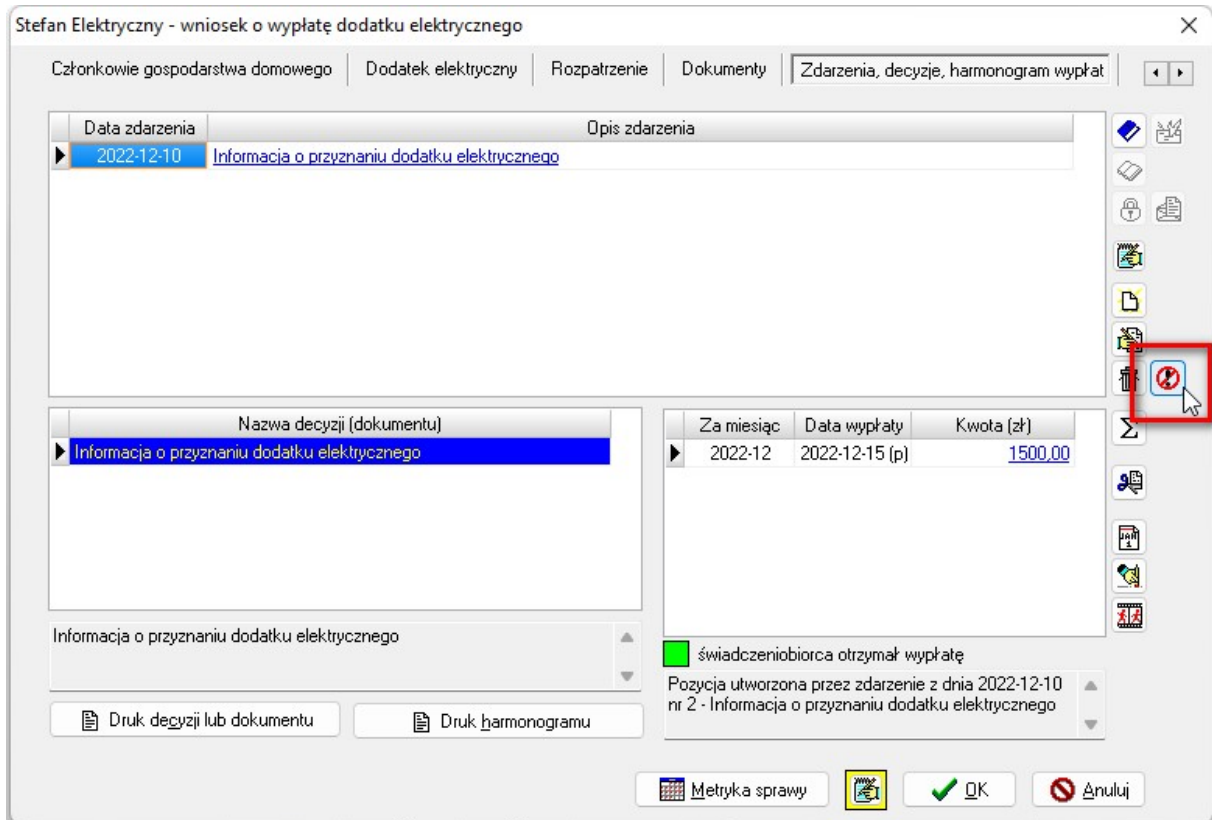 Stefan Elektryczny - wniosek o wypłatę dodatku elektrycznego
Członkowie gospodarstwa domowego
Dodatek elektryczny
Rozpatrzenie
Dokumenty
Zdarzenia, decyzje, harmonogram wypłat
Data zdarzenia
Opis zdarzenia
2022-12-10
Informacja o przyznaniu dodatku elektrycznego
Nazwa decyzji (dokumentu)
Informacja o przyznaniu dodatku elektrycznego
Za miesiąc
Data wypłaty
Kwota (zł)
2022-12
2022-12-15 (p)
1500,00
Informacja o przyznaniu dodatku elektrycznego
świadczeniobiorca otrzymał wypłatę
Pozycja utworzona przez zdarzenie z dnia 2022-12-10
nr 2 - Informacja o przyznaniu dodatku elektrycznego
Druk decyzji lub dokumentu
Druk harmonogramu
Metryka sprawy
OK
Anuluj